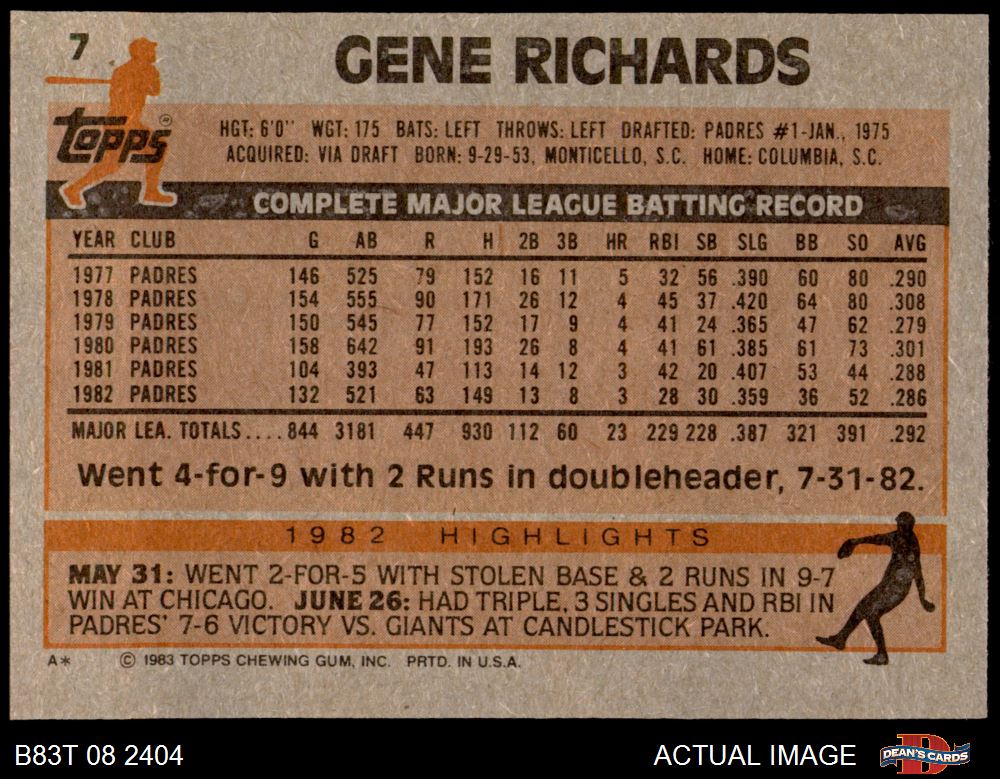 7
GENE RICHARDS
Topps®
HGT: 6'0" WGT: 175 BATS: LEFT THROWS: LEFT DRAFTED: PADRES #1-JAN., 1975
ACQUIRED: VIA DRAFT BORN: 9-29-53, MONTICELLO, S.C. HOME: COLUMBIA, S.C.
COMPLETE MAJOR LEAGUE BATTING RECORD
YEAR CLUB G AB R H 2B 3B HR RBI SB SLG BB SO AVG
1977 PADRES 146 525 79 152 16 11 5 32 56 .390 60 80 .290
1978 PADRES 154 555 90 171 26 12 4 45 37 .420 64 80 .308
1979 PADRES 150 545 77 152 17 9 4 41 24 .365 47 62 .279
1980 PADRES 158 642 91 193 26 8 4 41 61 .385 61 73 .301
1981 PADRES 104 393 47 113 14 12 3 42 20 .407 53 44 .288
1982 PADRES 132 521 63 149 13 8 3 28 30 .359 36 52 .286
MAJOR LEA. TOTALS.... 844 3181 447 930 112 60 23 229 228 .387 321 391 .292
Went 4-for-9 with 2 Runs in doubleheader, 7-31-82.
1982 HIGHLIGHTS
MAY 31: WENT 2-FOR-5 WITH STOLEN BASE & 2 RUNS IN 9-7
WIN AT CHICAGO. JUNE 26: HAD TRIPLE, 3 SINGLES AND RBI IN
PADRES' 7-6 VICTORY VS. GIANTS AT CANDLESTICK PARK.
A* © 1983 TOPPS CHEWING GUM, INC. PRTD. IN U.S.A.
B83T 08 2404 ACTUAL IMAGE D DEAN'S CARDS